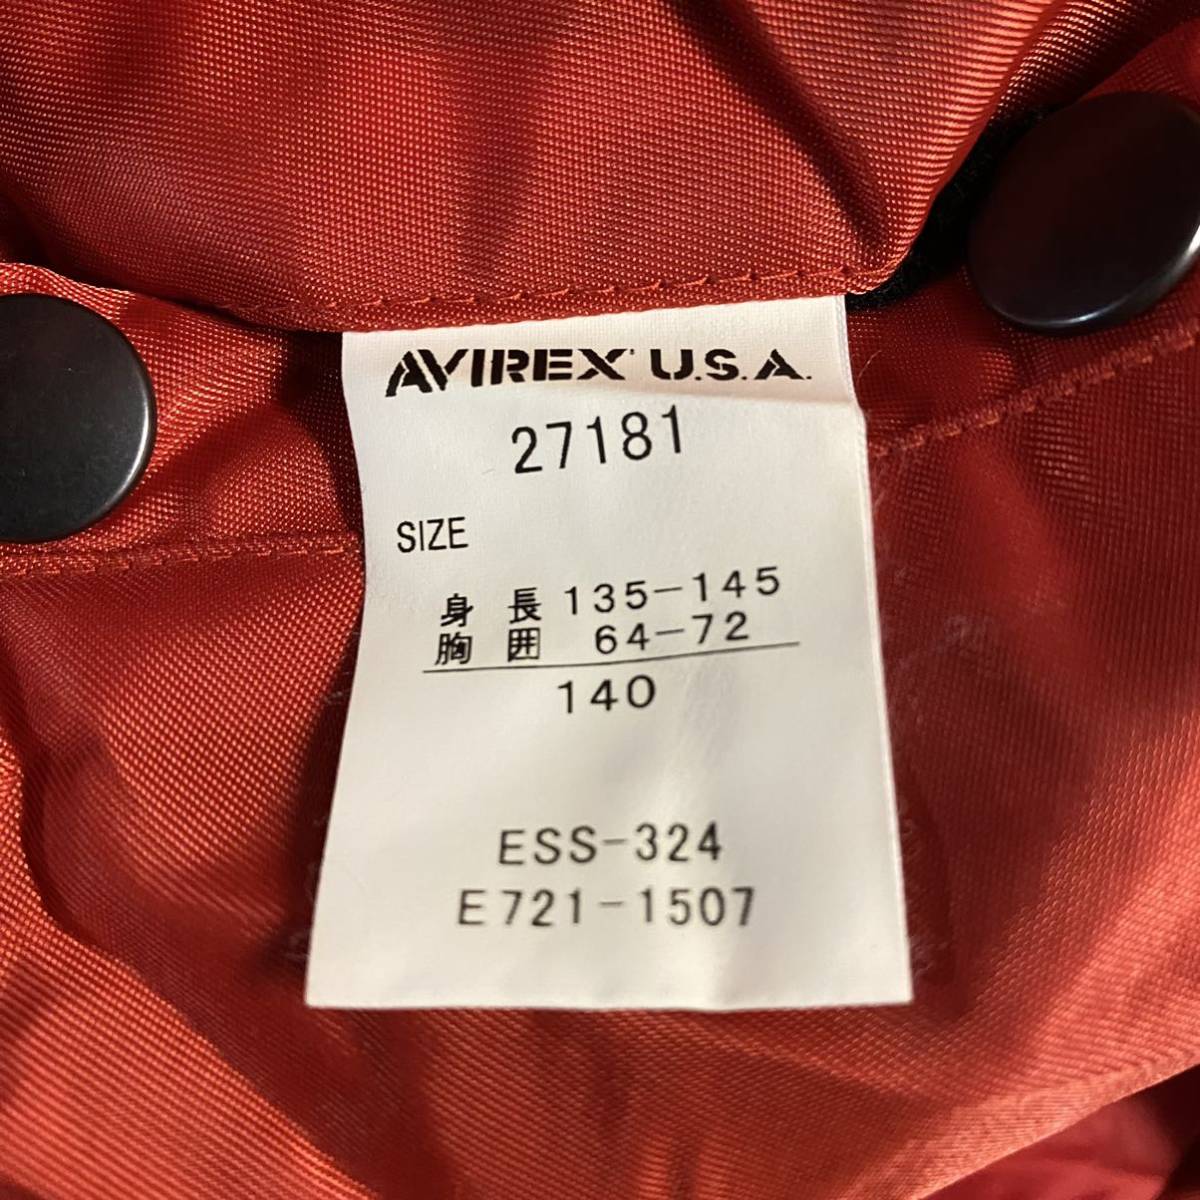 AVIREX U.S.A.
27181
SIZE
身長 135-145
胸囲 64-72
140
ESS-324
E721-1507